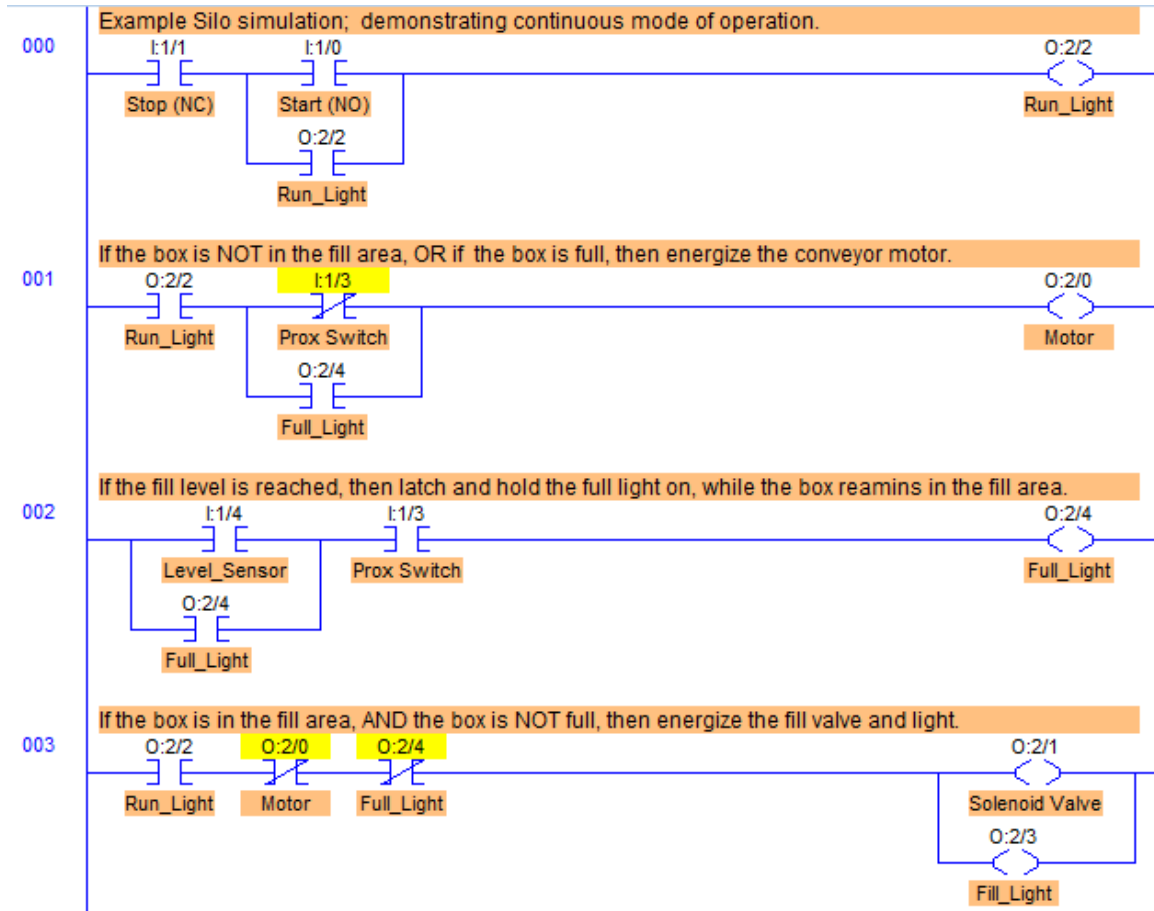 Example Silo simulation; demonstrating continuous mode of operation.
000
I:1/1 I:1/0 O:2/2
Stop (NC) Start (NO) Run_Light
O:2/2
Run_Light
If the box is NOT in the fill area, OR if the box is full, then energize the conveyor motor.
001
O:2/2 I:1/3 O:2/0
Run_Light Prox Switch Motor
O:2/4
Full_Light
If the fill level is reached, then latch and hold the full light on, while the box reamins in the fill area.
002
I:1/4 I:1/3 O:2/4
Level_Sensor Prox Switch Full_Light
O:2/4
Full_Light
If the box is in the fill area, AND the box is NOT full, then energize the fill valve and light.
003
O:2/2 O:2/0 O:2/4 O:2/1
Run_Light Motor Full_Light Solenoid Valve
O:2/3
Fill_Light